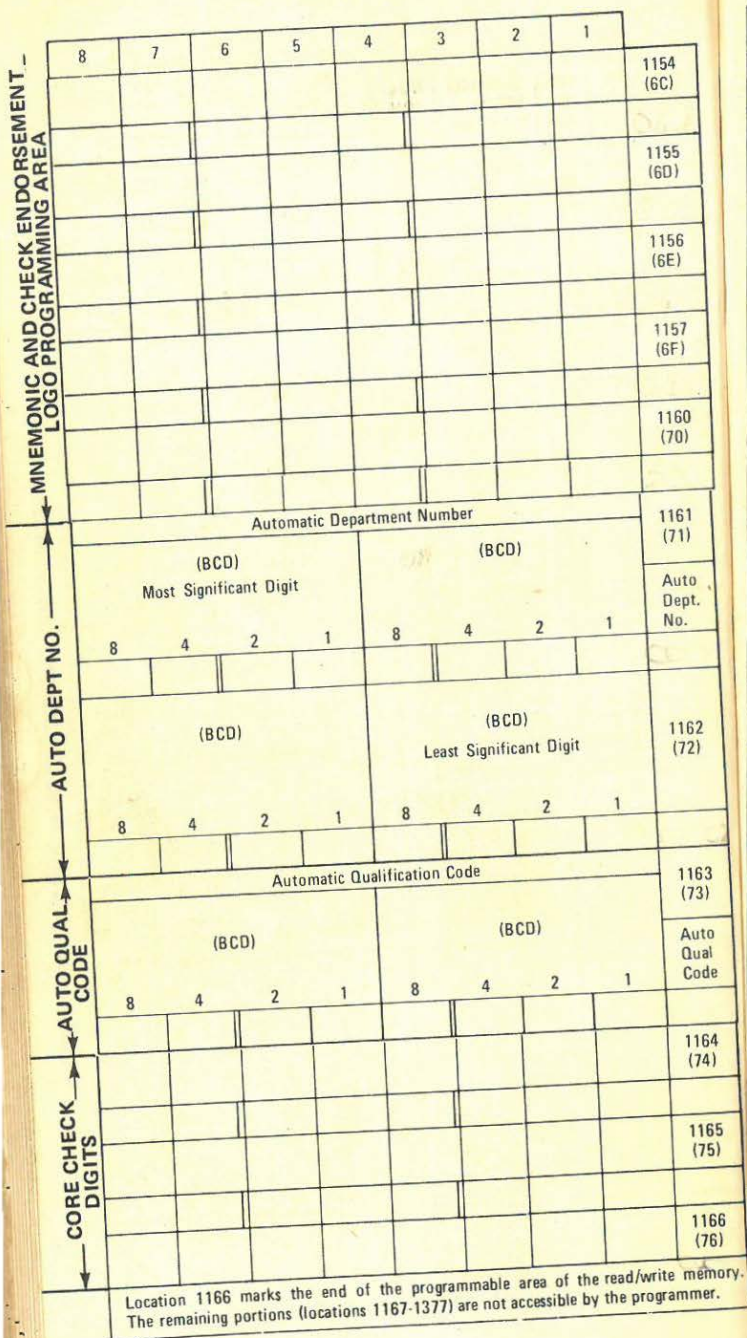 MNEMONIC AND CHECK ENDORSEMENT
LOGO PROGRAMMING AREA
8 7 6 5 4 3 2 1
1154
(6C)
1155
(6D)
1156
(6E)
1157
(6F)
1160
(70)
AUTO DEPT NO.
Automatic Department Number
1161
(71)
(BCD) (BCD)
Most Significant Digit
Auto
Dept.
No.
8 4 2 1 8 4 2 1
(BCD) (BCD)
Least Significant Digit
1162
(72)
8 4 2 1 8 4 2 1
AUTO QUAL
CODE
Automatic Qualification Code
1163
(73)
(BCD) (BCD)
Auto
Qual
Code
8 4 2 1 8 4 2 1
CORE CHECK
DIGITS
1164
(74)
1165
(75)
1166
(76)
Location 1166 marks the end of the programmable area of the read/write memory.
The remaining portions (locations 1167-1377) are not accessible by the programmer.